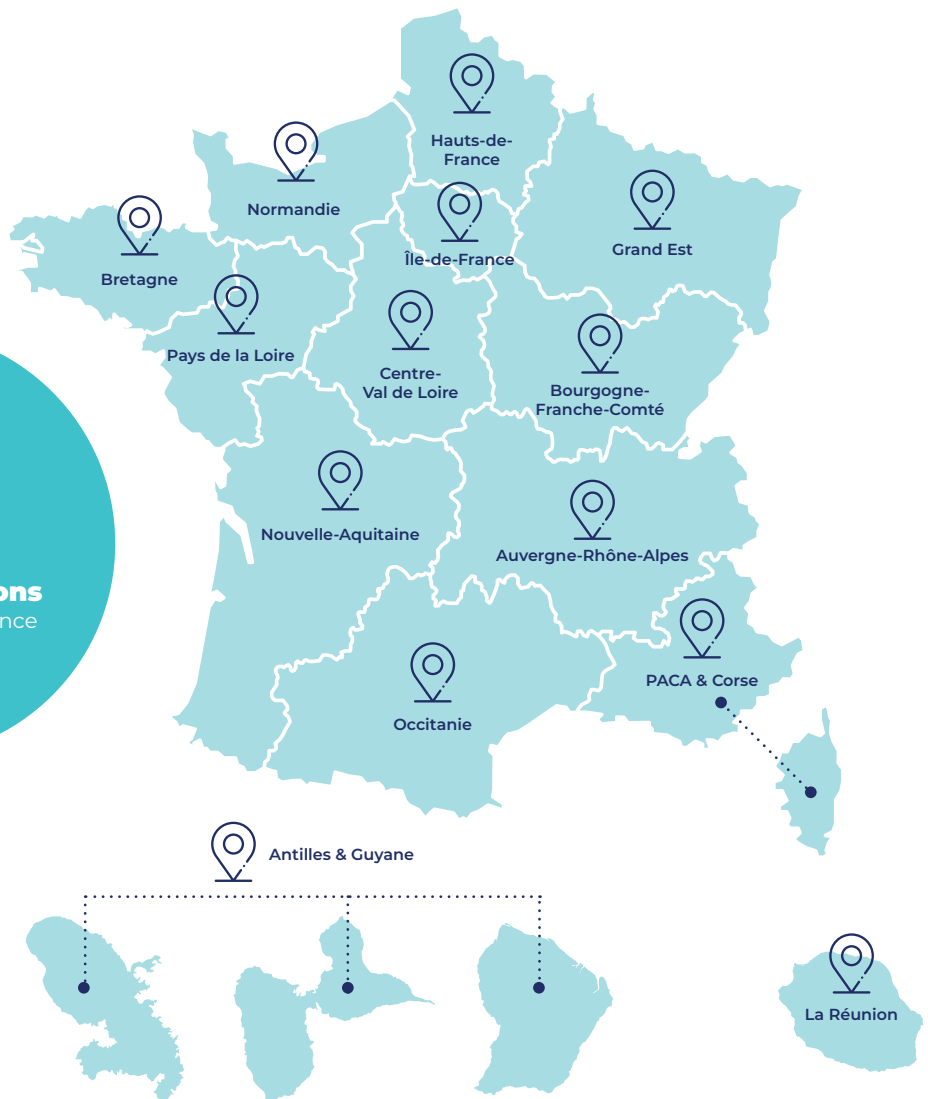 Hauts-de-
France
Normandie
Île-de-France
Grand Est
Bretagne
Pays de la Loire
Centre-
Val de Loire
Bourgogne-
Franche-Comté
Nouvelle-Aquitaine
Auvergne-Rhône-Alpes
PACA & Corse
Occitanie
Antilles & Guyane
La Réunion